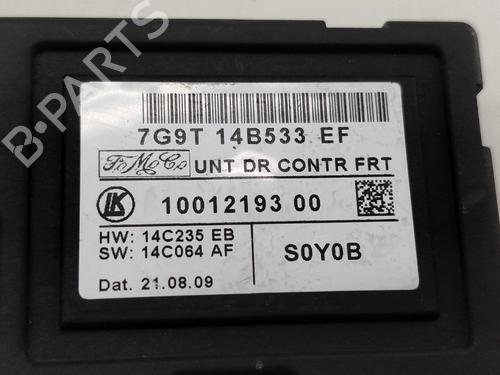 B-PARTS
7G9T 14B533 EF
FMCo UNT DR CONTR FRT
LK 10012193 00
HW: 14C235 EB
SW: 14C064 AF
S0Y0B
Dat. 21.08.09